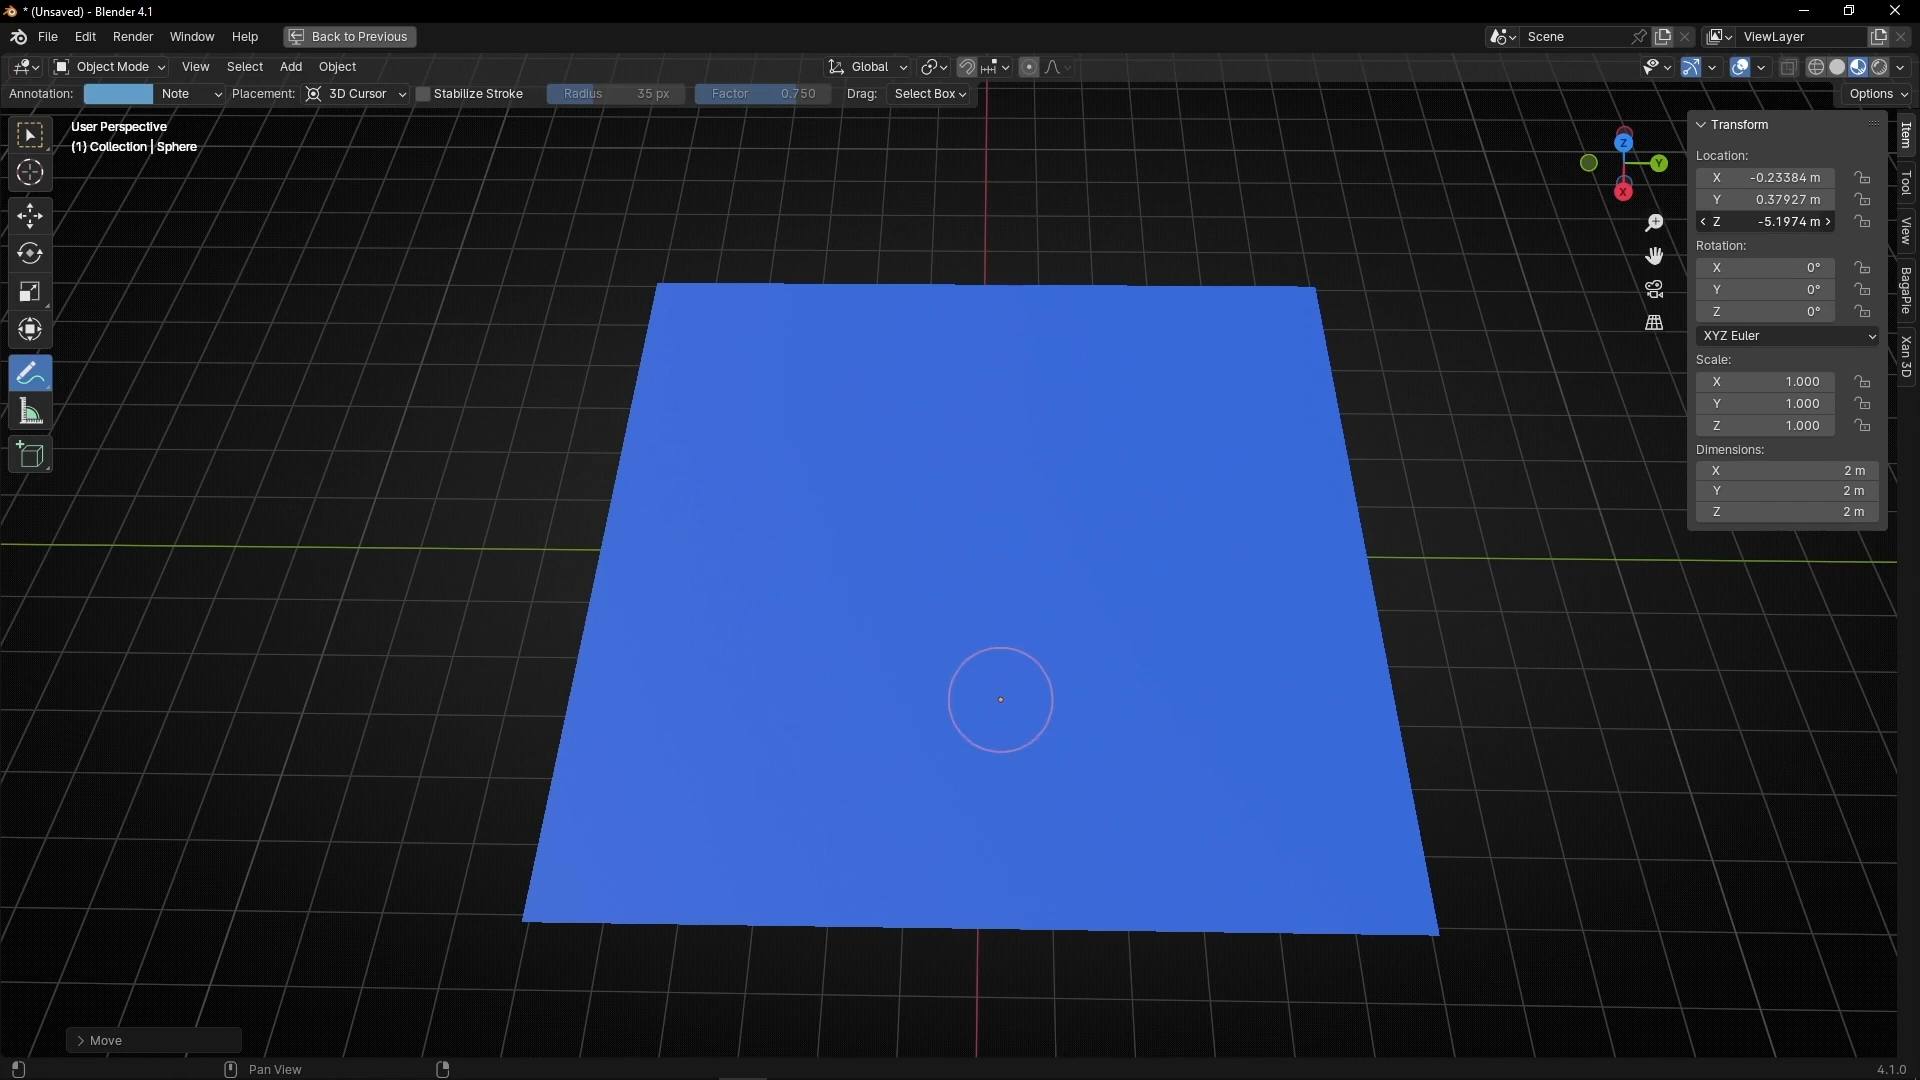 * (Unsaved) - Blender 4.1
File Edit Render Window Help Back to Previous Scene ViewLayer
Object Mode View Select Add Object Global
Annotation: Note Placement: 3D Cursor Stabilize Stroke Radius 35 px Factor 0.750 Drag: Select Box Options
User Perspective
(1) Collection | Sphere
Z
Y
X
Transform
Location:
X -0.23384 m
Y 0.37927 m
Z -5.1974 m
Rotation:
X 0°
Y 0°
Z 0°
XYZ Euler
Scale:
X 1.000
Y 1.000
Z 1.000
Dimensions:
X 2 m
Y 2 m
Z 2 m
Item
Tool
View
BagaPie
Xan 3D
Move
Pan View
4.1.0